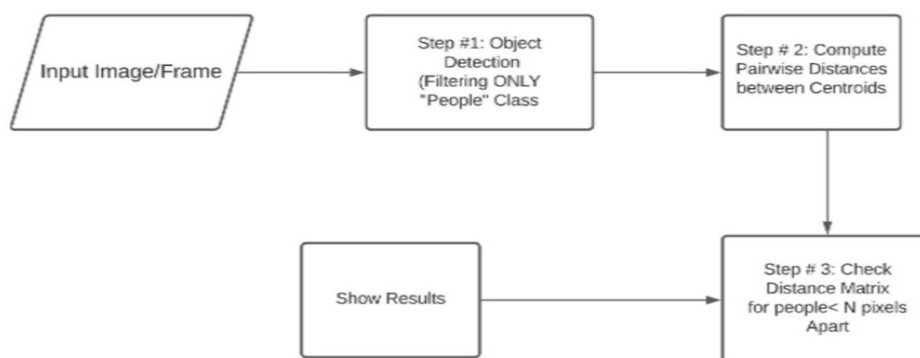 Input Image/Frame
Step #1: Object
Detection
(Filtering ONLY
"People" Class
Step # 2: Compute
Pairwise Distances
between Centroids
Show Results
Step # 3: Check
Distance Matrix
for people< N pixels
Apart